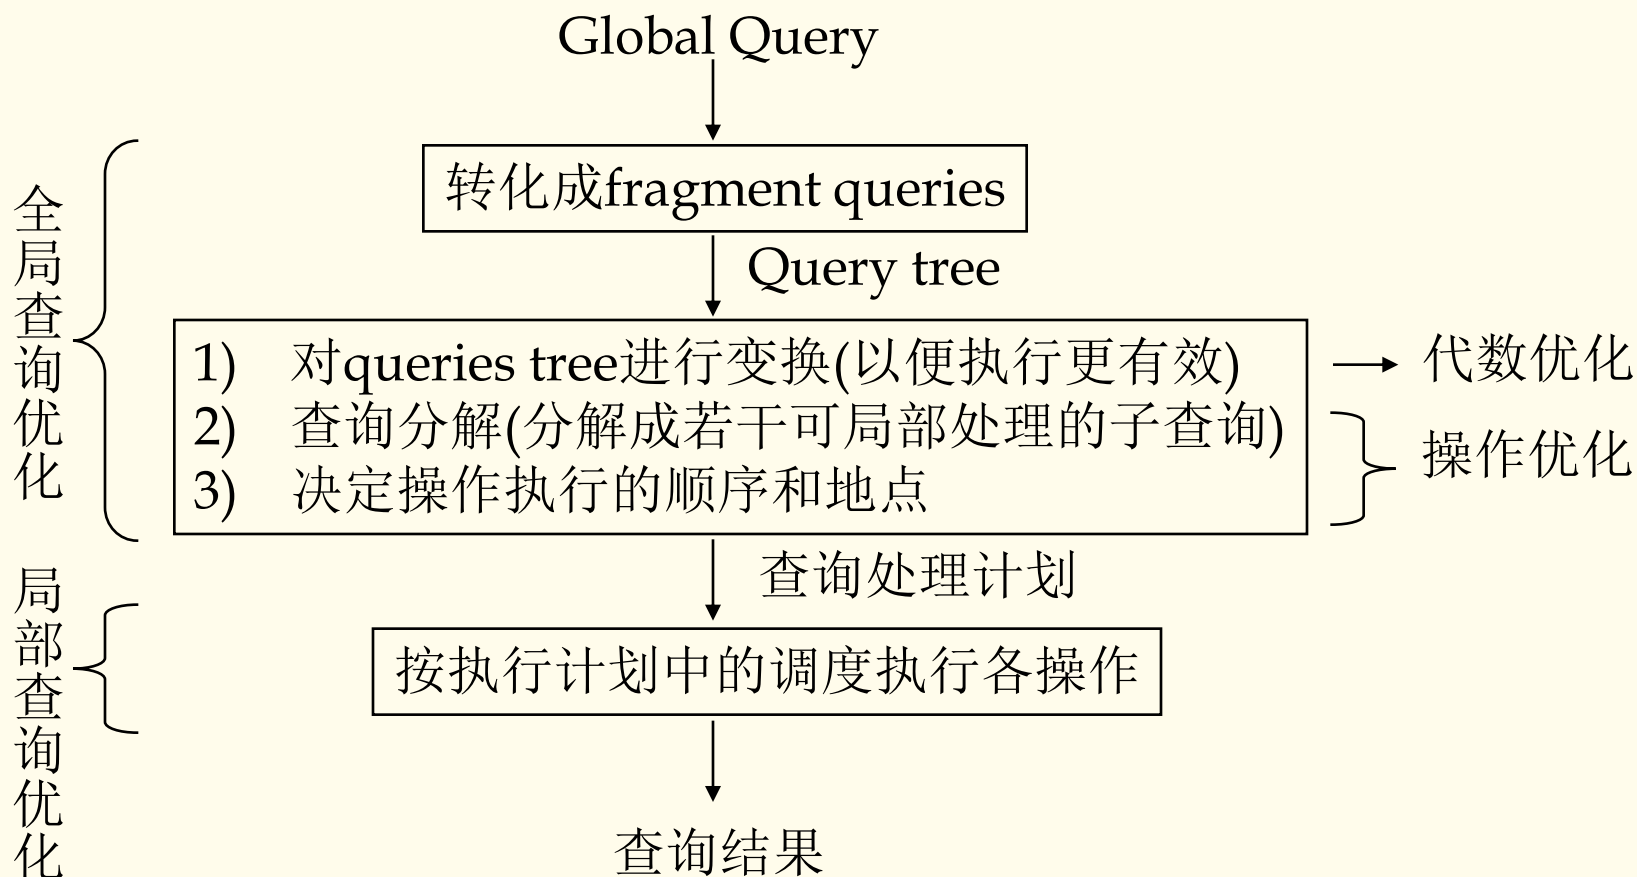 Global Query
转化成fragment queries
Query tree
全局查询优化
1) 对queries tree进行变换(以便执行更有效)
2) 查询分解(分解成若干可局部处理的子查询)
3) 决定操作执行的顺序和地点
代数优化
操作优化
查询处理计划
局部查询优化
按执行计划中的调度执行各操作
查询结果